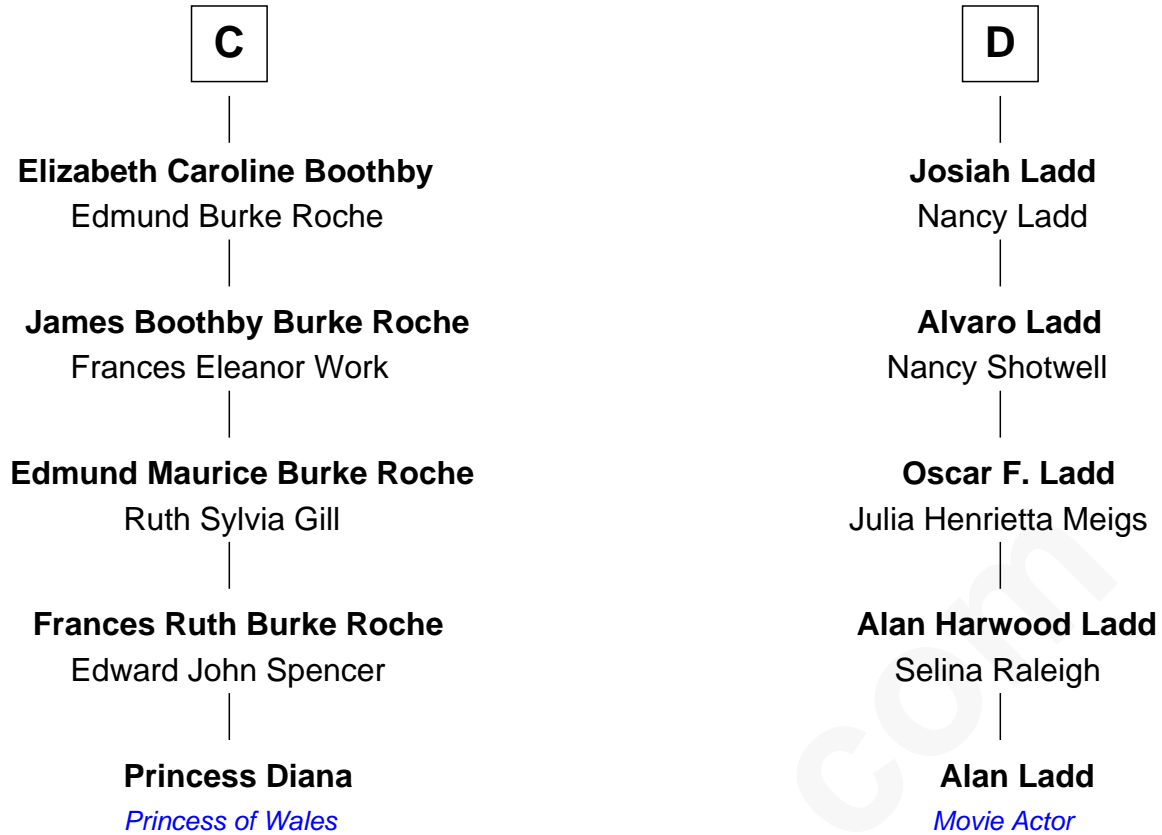 C
Elizabeth Caroline Boothby
Edmund Burke Roche
James Boothby Burke Roche
Frances Eleanor Work
Edmund Maurice Burke Roche
Ruth Sylvia Gill
Frances Ruth Burke Roche
Edward John Spencer
Princess Diana
Princess of Wales
D
Josiah Ladd
Nancy Ladd
Alvaro Ladd
Nancy Shotwell
Oscar F. Ladd
Julia Henrietta Meigs
Alan Harwood Ladd
Selina Raleigh
Alan Ladd
Movie Actor
com